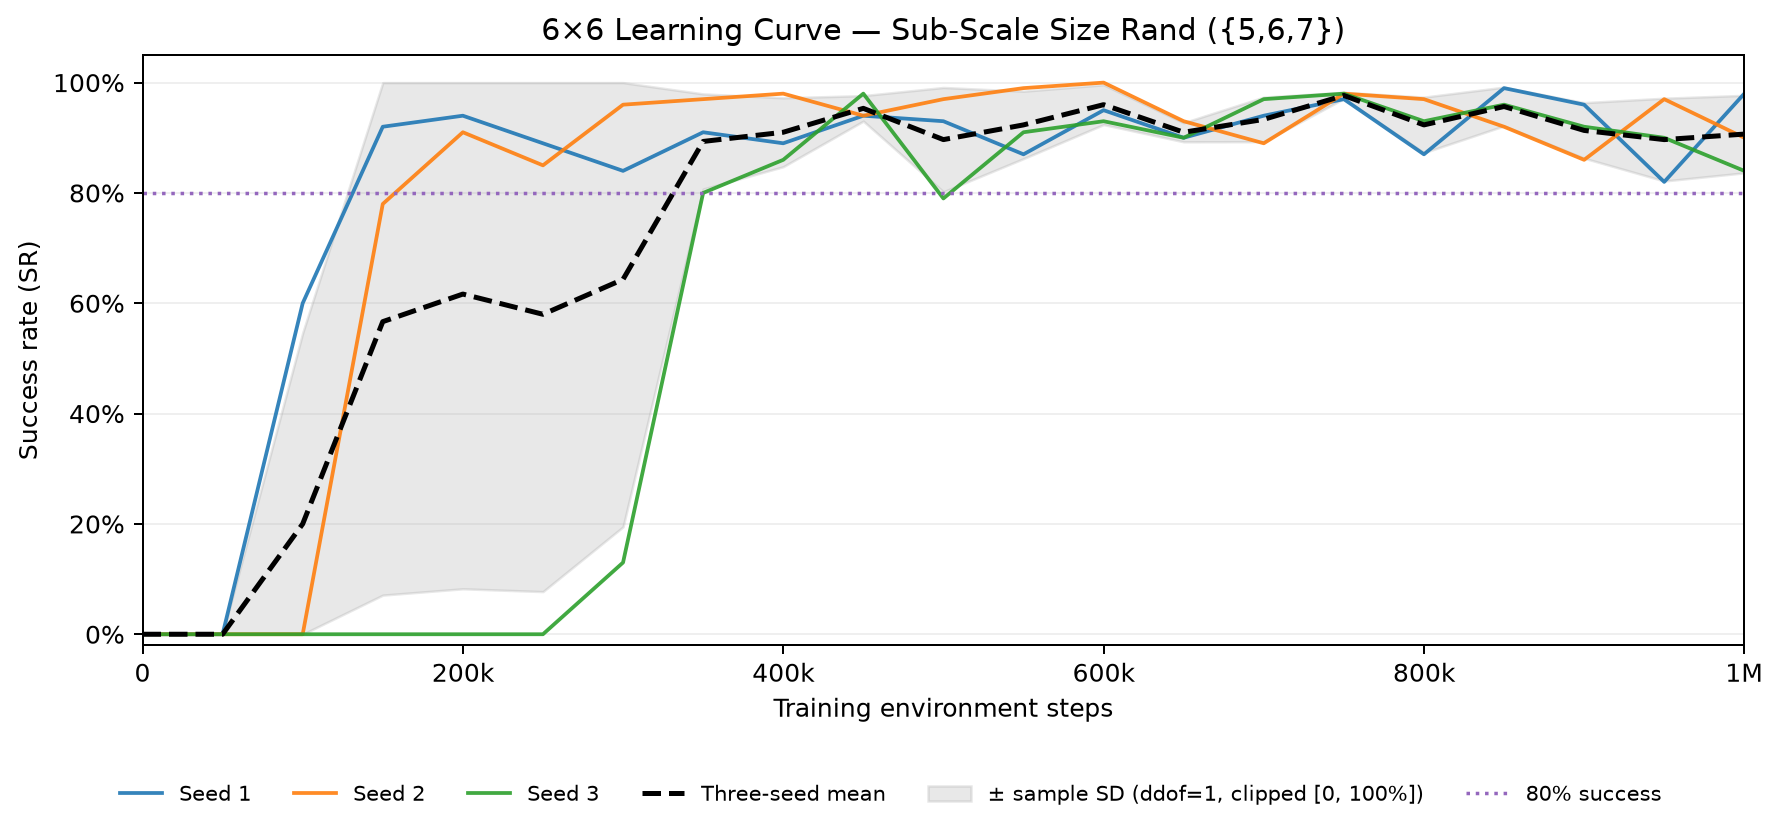 6×6 Learning Curve — Sub-Scale Size Rand ({5,6,7})
Success rate (SR)
100%
80%
60%
40%
20%
0%
0
200k
400k
600k
800k
1M
Training environment steps
Seed 1
Seed 2
Seed 3
Three-seed mean
± sample SD (ddof=1, clipped [0, 100%])
80% success